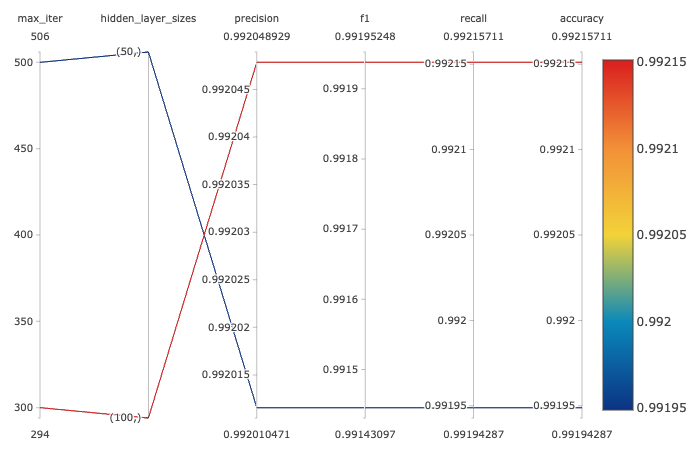 max_iter hidden_layer_sizes precision f1 recall accuracy
506 0.992048929 0.99195248 0.99215711 0.99215711
500 (50,) 0.992045 0.9919 0.99215 0.99215 0.99215
450 0.99204 0.9918 0.9921 0.9921 0.9921
400 0.992035 0.9917 0.99205 0.99205 0.99205
350 0.99203 0.9916 0.992 0.992 0.992
300 (100,) 0.992025 0.9915 0.99195 0.99195 0.99195
0.99202
0.992015
294 0.992010471 0.99143097 0.99194287 0.99194287